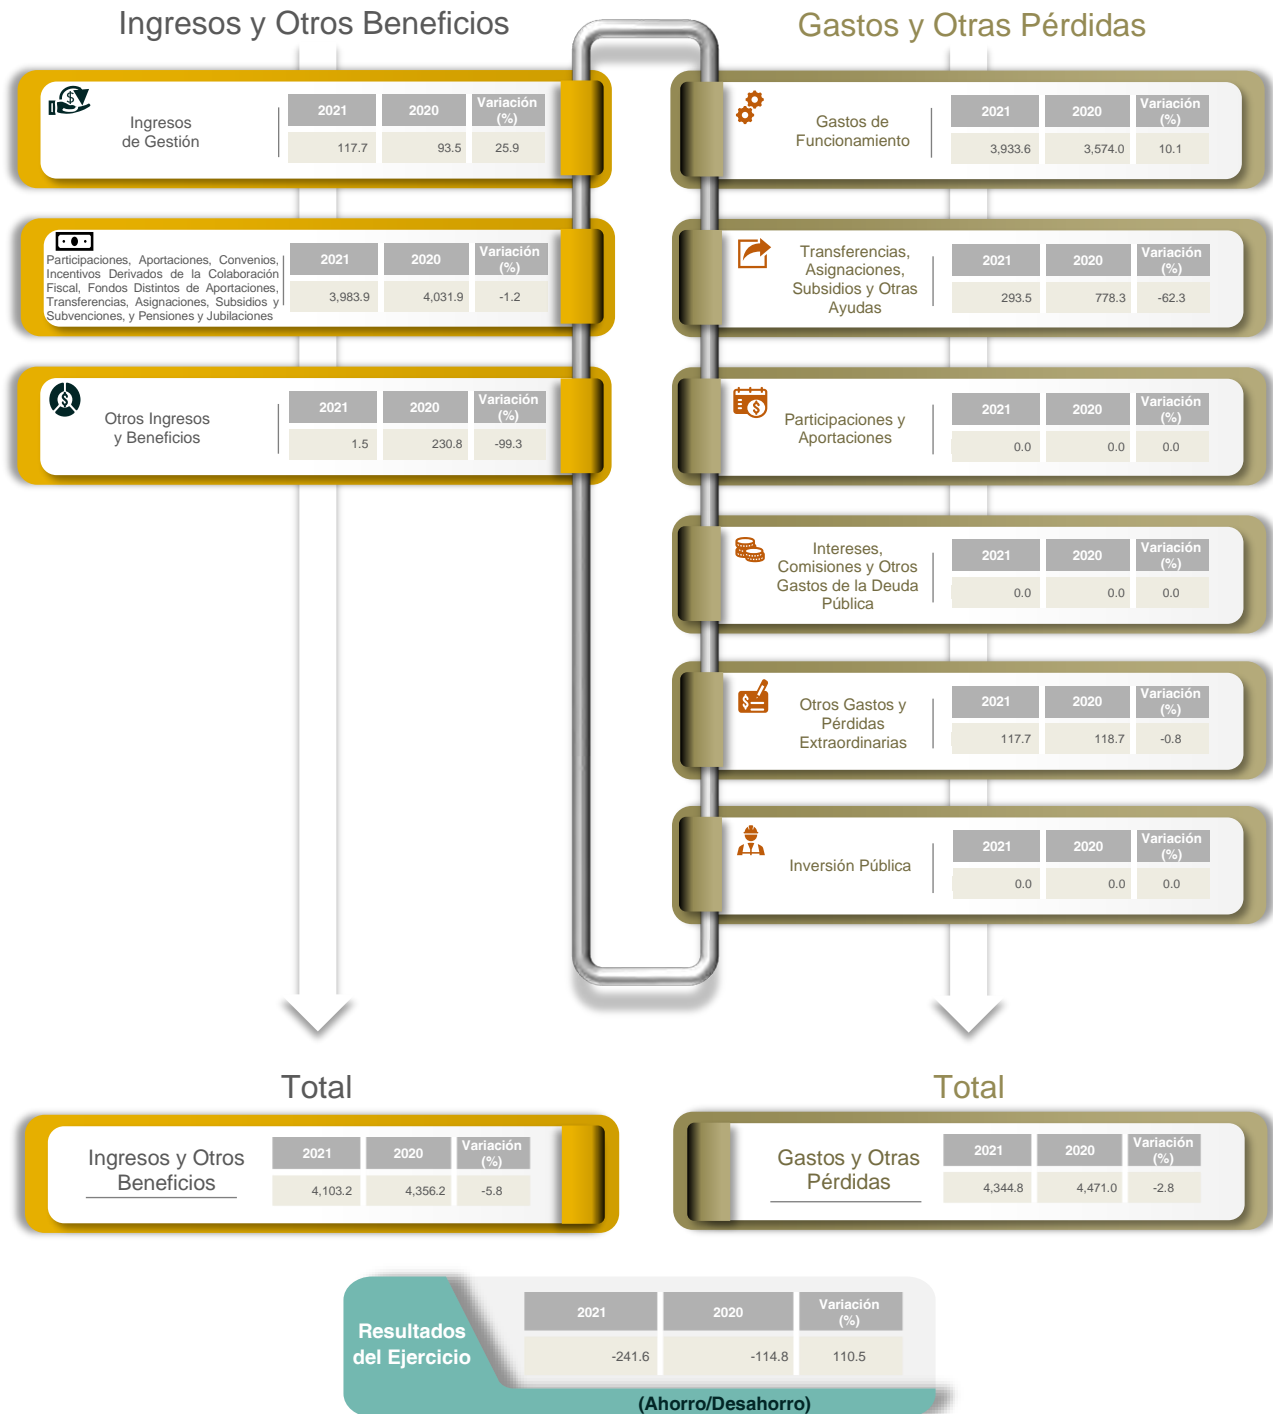 Ingresos y Otros Beneficios
Ingresos
de Gestión
2021 2020 Variación
(%)
117.7 93.5 25.9
Participaciones, Aportaciones, Convenios,
Incentivos Derivados de la Colaboración
Fiscal, Fondos Distintos de Aportaciones,
Transferencias, Asignaciones, Subsidios y
Subvenciones, y Pensiones y Jubilaciones
2021 2020 Variación
(%)
3,983.9 4,031.9 -1.2
Otros Ingresos
y Beneficios
2021 2020 Variación
(%)
1.5 230.8 -99.3
Total
Ingresos y Otros
Beneficios
2021 2020 Variación
(%)
4,103.2 4,356.2 -5.8
Gastos y Otras Pérdidas
Gastos de
Funcionamiento
2021 2020 Variación
(%)
3,933.6 3,574.0 10.1
Transferencias,
Asignaciones,
Subsidios y Otras
Ayudas
2021 2020 Variación
(%)
293.5 778.3 -62.3
Participaciones y
Aportaciones
2021 2020 Variación
(%)
0.0 0.0 0.0
Intereses,
Comisiones y Otros
Gastos de la Deuda
Pública
2021 2020 Variación
(%)
0.0 0.0 0.0
Otros Gastos y
Pérdidas
Extraordinarias
2021 2020 Variación
(%)
117.7 118.7 -0.8
Inversión Pública
2021 2020 Variación
(%)
0.0 0.0 0.0
Total
Gastos y Otras
Pérdidas
2021 2020 Variación
(%)
4,344.8 4,471.0 -2.8
Resultados
del Ejercicio
2021 2020 Variación
(%)
-241.6 -114.8 110.5
(Ahorro/Desahorro)